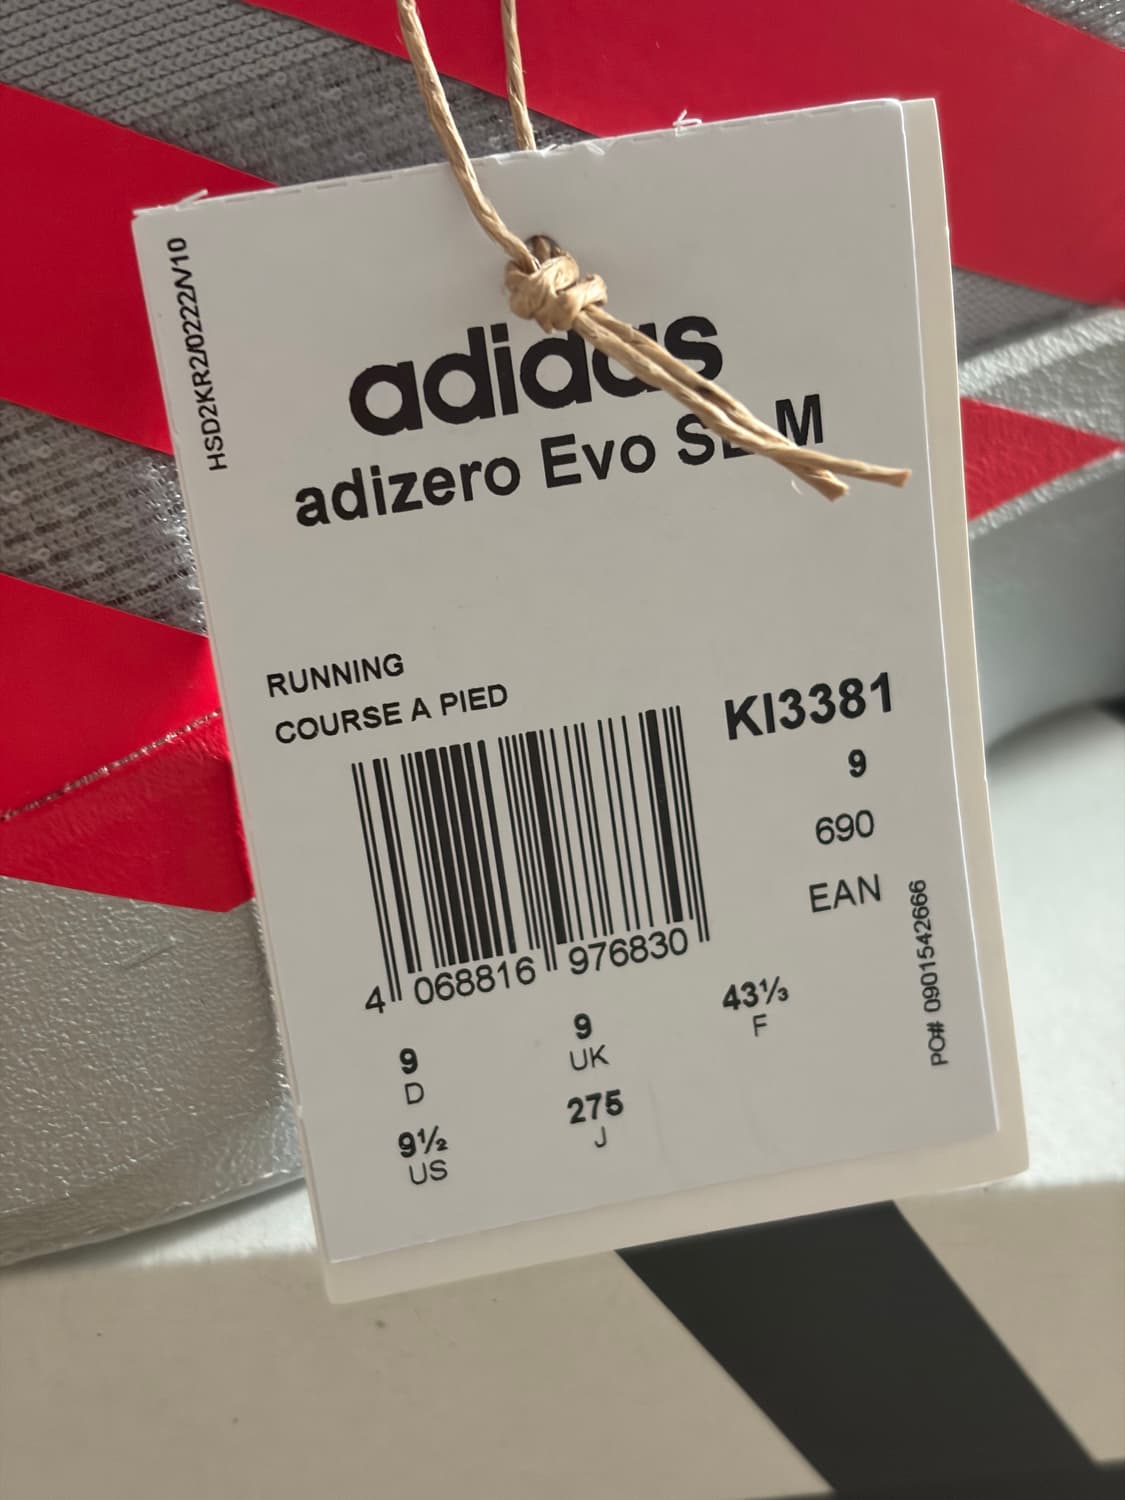 HSD2KR2/0222/V10
adidas
adizero Evo SL M
RUNNING
COURSE A PIED
KI3381
9
690
EAN
4 068816 976830
PO# 0901542666
9
D
9
UK
43⅓
F
9½
US
275
J